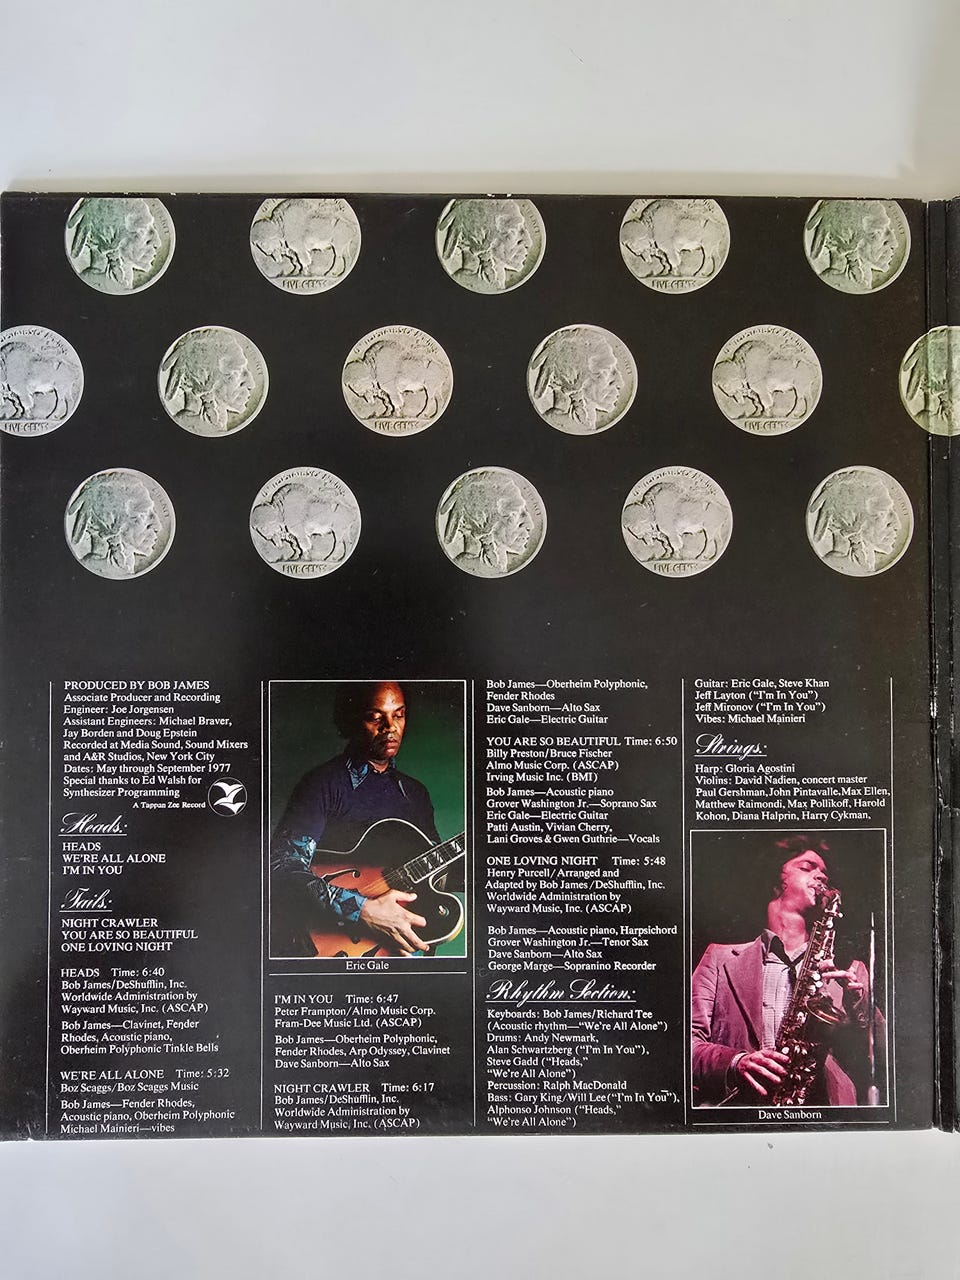 FIVE CENTS
FIVE CENTS
FIVE CENTS
FIVE CENTS
FIVE CENTS
FIVE CENTS
FIVE CENTS
PRODUCED BY BOB JAMES
Associate Producer and Recording
Engineer: Joe Jorgensen
Assistant Engineers: Michael Braver,
Jay Borden and Doug Epstein
Recorded at Media Sound, Sound Mixers
and A&R Studios, New York City
Dates: May through September 1977
Special thanks to Ed Walsh for
Synthesizer Programming
A Tappan Zee Record
Heads:
HEADS
WE'RE ALL ALONE
I'M IN YOU
Tails:
NIGHT CRAWLER
YOU ARE SO BEAUTIFUL
ONE LOVING NIGHT
HEADS Time: 6:40
Bob James/DeShufflin, Inc.
Worldwide Administration by
Wayward Music, Inc. (ASCAP)
Bob James—Clavinet, Fender
Rhodes, Acoustic piano,
Oberheim Polyphonic Tinkle Bells
WE'RE ALL ALONE Time: 5:32
Boz Scaggs/Boz Scaggs Music
Bob James—Fender Rhodes,
Acoustic piano, Oberheim Polyphonic
Michael Mainieri—vibes
Eric Gale
I'M IN YOU Time: 6:47
Peter Frampton/Almo Music Corp.
Fram-Dee Music Ltd. (ASCAP)
Bob James—Oberheim Polyphonic,
Fender Rhodes, Arp Odyssey, Clavinet
Dave Sanborn—Alto Sax
NIGHT CRAWLER Time: 6:17
Bob James/DeShufflin, Inc.
Worldwide Administration by
Wayward Music, Inc. (ASCAP)
Bob James—Oberheim Polyphonic,
Fender Rhodes
Dave Sanborn—Alto Sax
Eric Gale—Electric Guitar
YOU ARE SO BEAUTIFUL Time: 6:50
Billy Preston/Bruce Fischer
Almo Music Corp. (ASCAP)
Irving Music Inc. (BMI)
Bob James—Acoustic piano
Grover Washington Jr.—Soprano Sax
Eric Gale—Electric Guitar
Patti Austin, Vivian Cherry,
Lani Groves & Gwen Guthrie—Vocals
ONE LOVING NIGHT Time: 5:48
Henry Purcell/Arranged and
Adapted by Bob James/DeShufflin, Inc.
Worldwide Administration by
Wayward Music, Inc. (ASCAP)
Bob James—Acoustic piano, Harpsichord
Grover Washington Jr.—Tenor Sax
Dave Sanborn—Alto Sax
George Marge—Sopranino Recorder
Rhythm Section:
Keyboards: Bob James/Richard Tee
(Acoustic rhythm—"We're All Alone")
Drums: Andy Newmark,
Alan Schwartzberg ("I'm In You"),
Steve Gadd ("Heads,"
"We're All Alone")
Percussion: Ralph MacDonald
Bass: Gary King/Will Lee("I'm In You"),
Alphonso Johnson ("Heads,"
"We're All Alone")
Guitar: Eric Gale, Steve Khan
Jeff Layton ("I'm In You")
Jeff Mironov ("I'm In You")
Vibes: Michael Mainieri
Strings:
Harp: Gloria Agostini
Violins: David Nadien, concert master
Paul Gershman, John Pintavalle, Max Ellen,
Matthew Raimondi, Max Pollikoff, Harold
Kohon, Diana Halprin, Harry Cykman,
Dave Sanborn